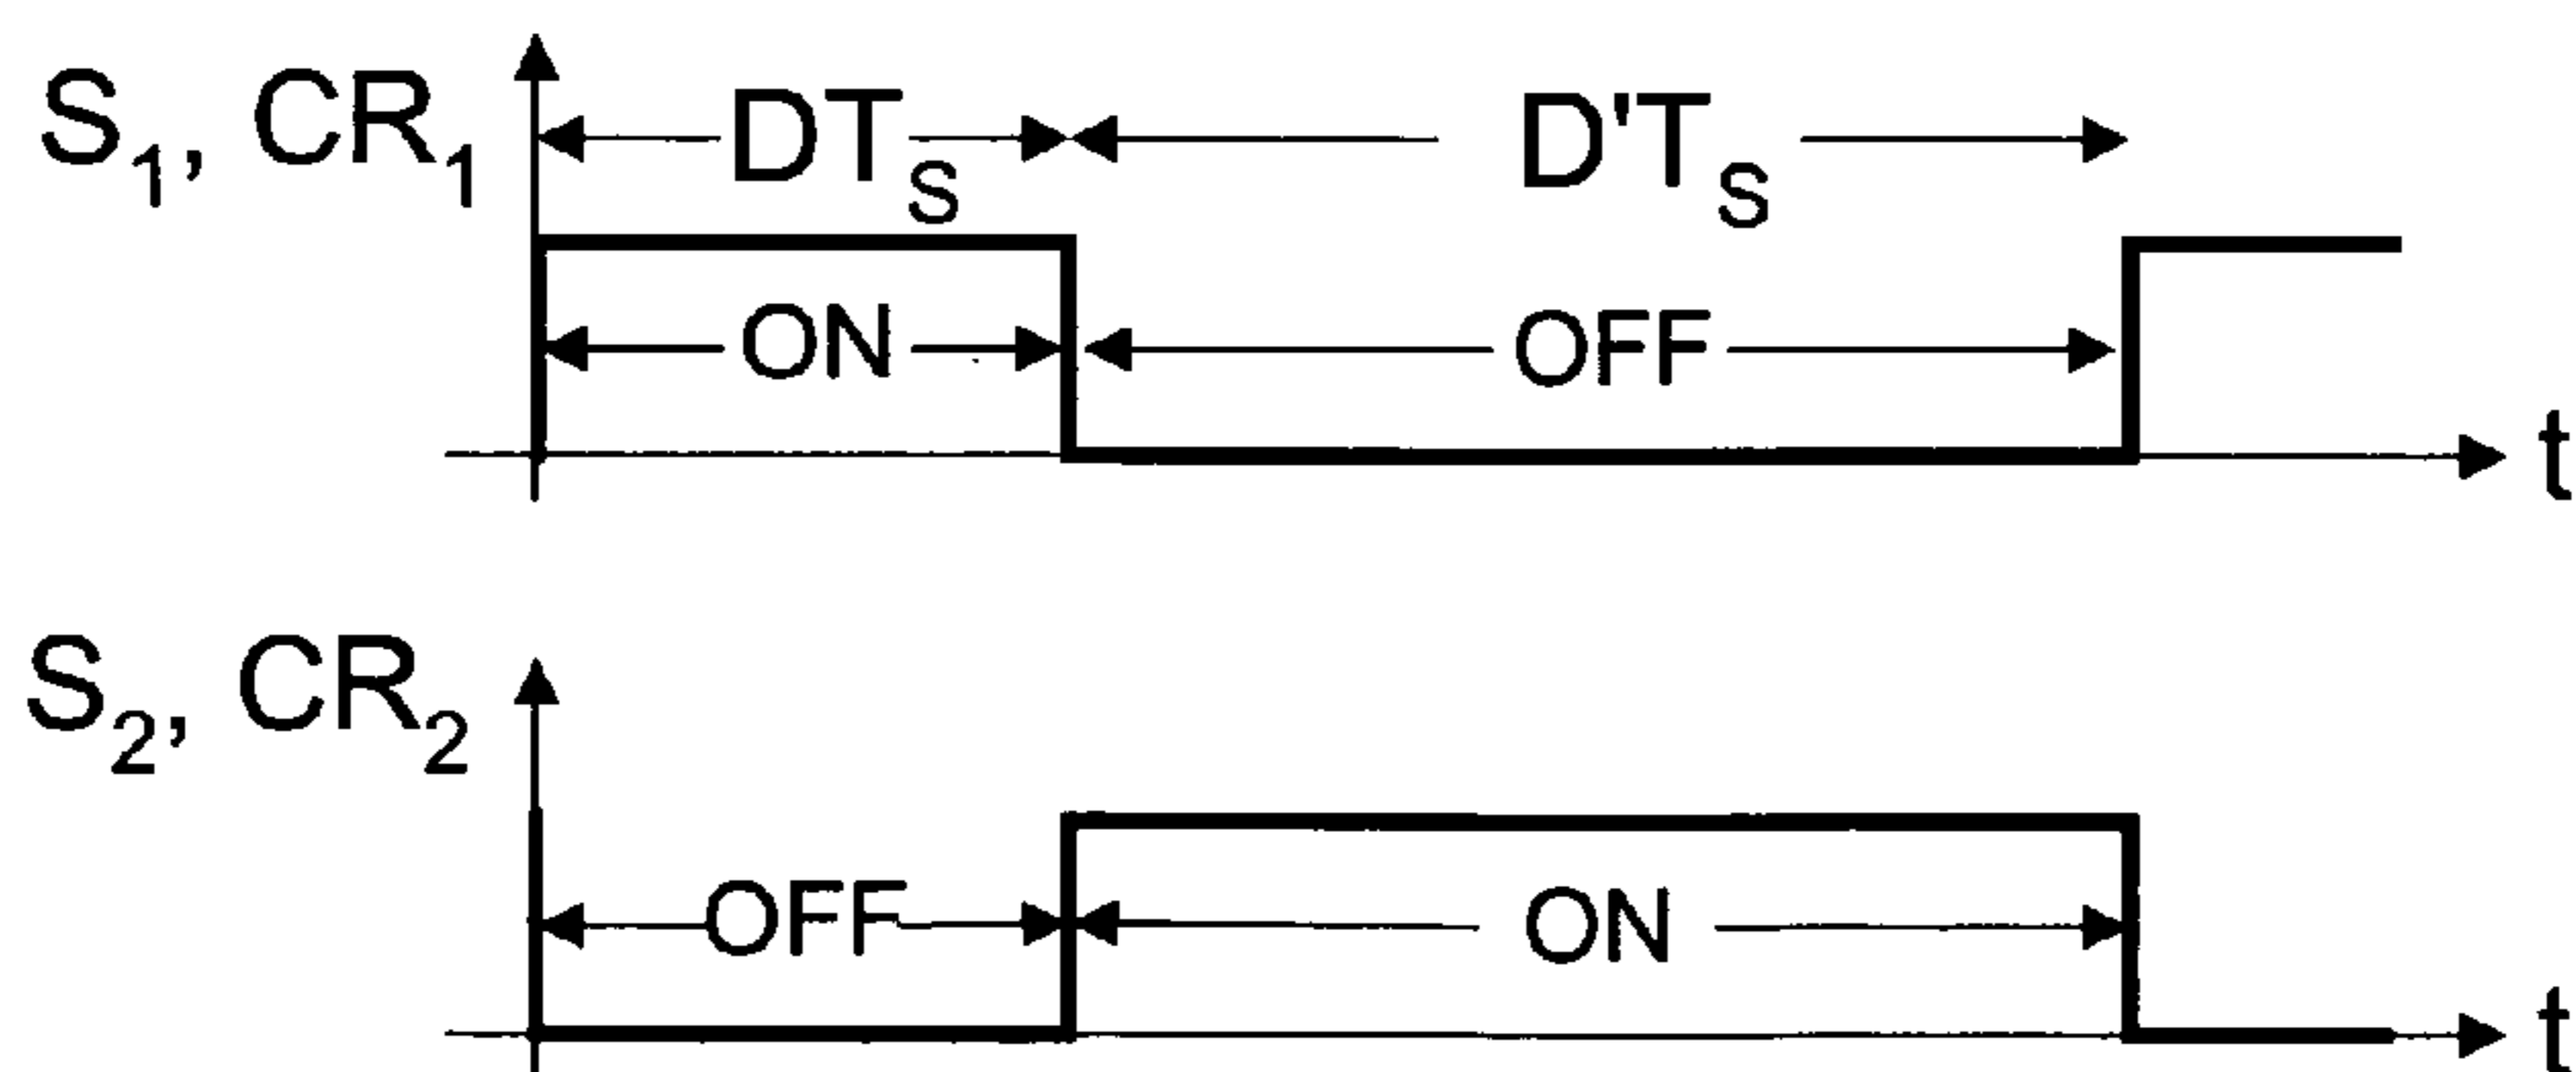 S₁, CR₁
DTₛ
D'Tₛ
ON
OFF
t
S₂, CR₂
OFF
ON
t